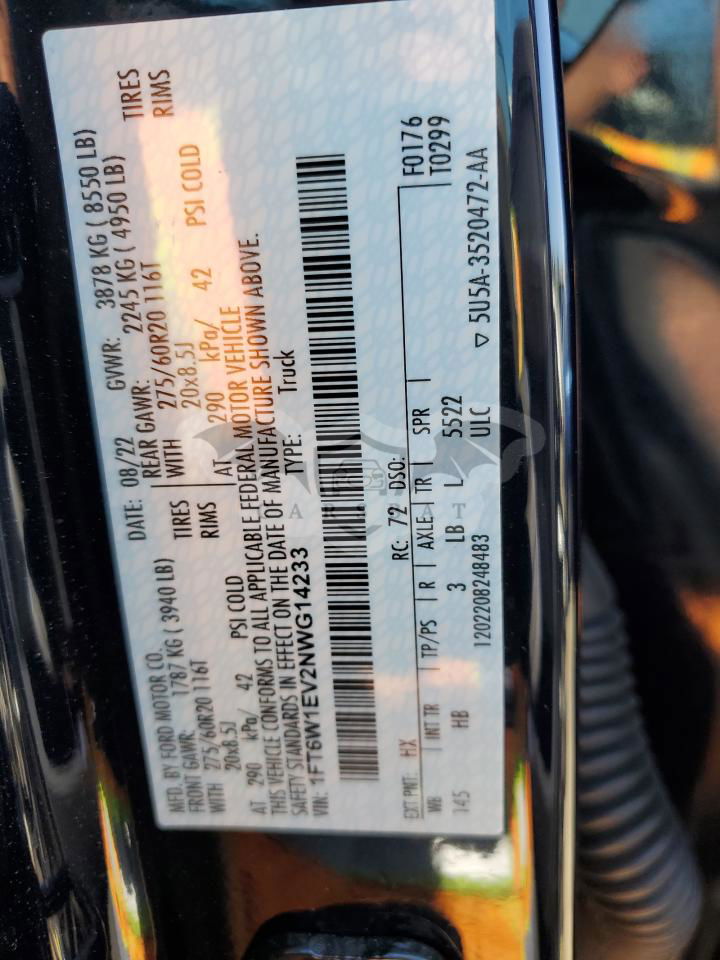 MFD. BY FORD MOTOR CO. DATE: 08/22 GVWR: 3878 KG ( 8550 LB)
FRONT GAWR: 1787 KG ( 3940 LB) REAR GAWR: 2245 KG ( 4950 LB)
WITH 275/60R20 116T TIRES WITH 275/60R20 116T TIRES
20x8.5J RIMS 20x8.5J RIMS
AT 290 kPa/ 42 PSI COLD AT 290 kPa/ 42 PSI COLD
THIS VEHICLE CONFORMS TO ALL APPLICABLE FEDERAL MOTOR VEHICLE
SAFETY STANDARDS IN EFFECT ON THE DATE OF MANUFACTURE SHOWN ABOVE.
VIN: 1FT6W1EV2NWG14233 TYPE: Truck
EXT PNT: HX RC: 72 DSO: F0176
WB INT TR TP/PS R AXLE TR SPR T0299
145 HB 3 LB L 5522
1202208248483 ULC ▽ 5U5A-3520472-AA